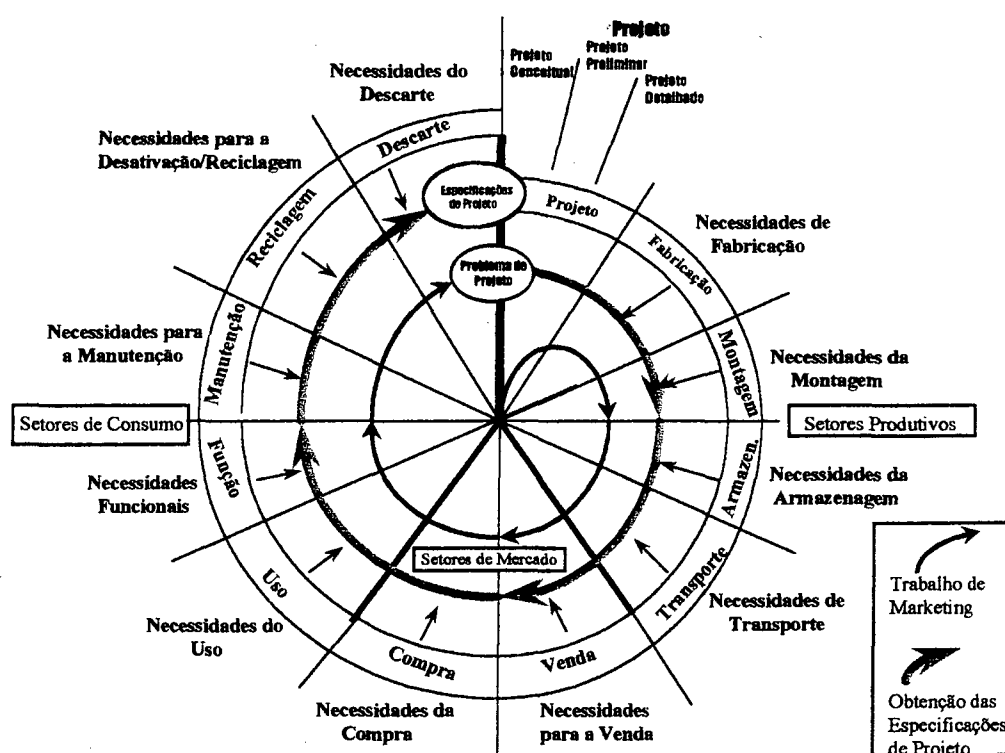 Projeto
Projeto
Conceitual
Projeto
Preliminar
Projeto
Detalhado
Necessidades do
Descarte
Necessidades para a
Desativação/Reciclagem
Descarte
Especificações
de Projeto
Projeto
Reciclagem
Fabricação
Necessidades de
Fabricação
Problema de
Projeto
Necessidades para
a Manutenção
Manutenção
Montagem
Necessidades da
Montagem
Setores de Consumo
Setores Produtivos
Função
Armazen.
Necessidades
Funcionais
Necessidades da
Armazenagem
Setores de Mercado
Uso
Transporte
Necessidades do
Uso
Necessidades de
Transporte
Compra
Venda
Necessidades da
Compra
Necessidades
para a Venda
Trabalho de
Marketing
Obtenção das
Especificações
de Projeto